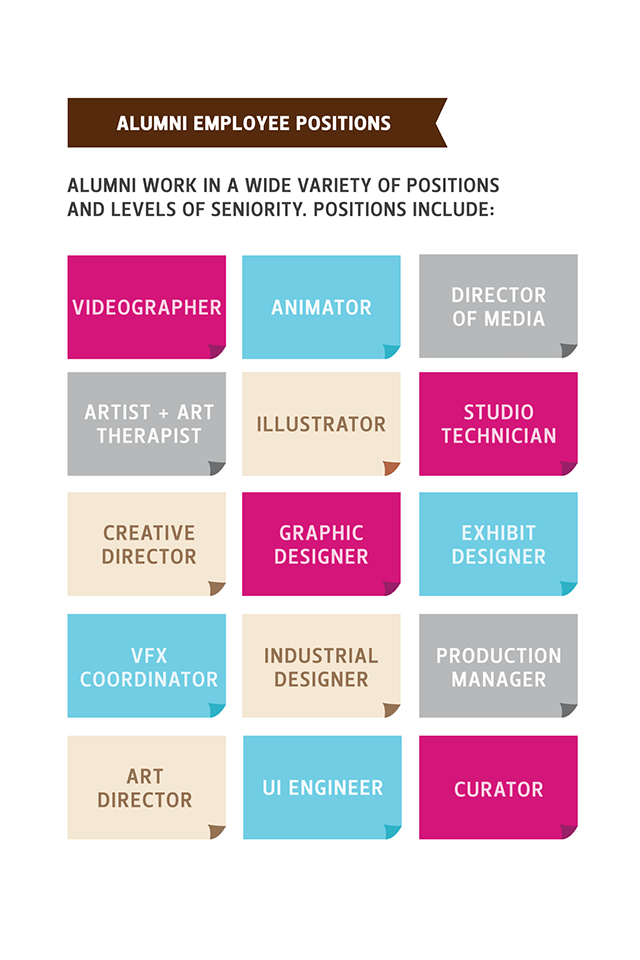 ALUMNI EMPLOYEE POSITIONS
ALUMNI WORK IN A WIDE VARIETY OF POSITIONS
AND LEVELS OF SENIORITY. POSITIONS INCLUDE:
VIDEOGRAPHER
ANIMATOR
DIRECTOR
OF MEDIA
ARTIST + ART
THERAPIST
ILLUSTRATOR
STUDIO
TECHNICIAN
CREATIVE
DIRECTOR
GRAPHIC
DESIGNER
EXHIBIT
DESIGNER
VFX
COORDINATOR
INDUSTRIAL
DESIGNER
PRODUCTION
MANAGER
ART
DIRECTOR
UI ENGINEER
CURATOR